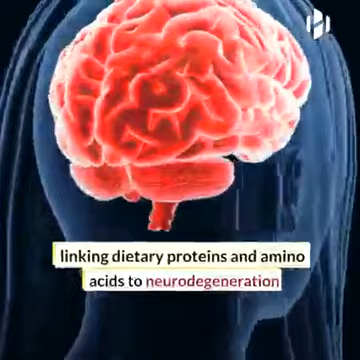 linking dietary proteins and amino
acids to neurodegeneration